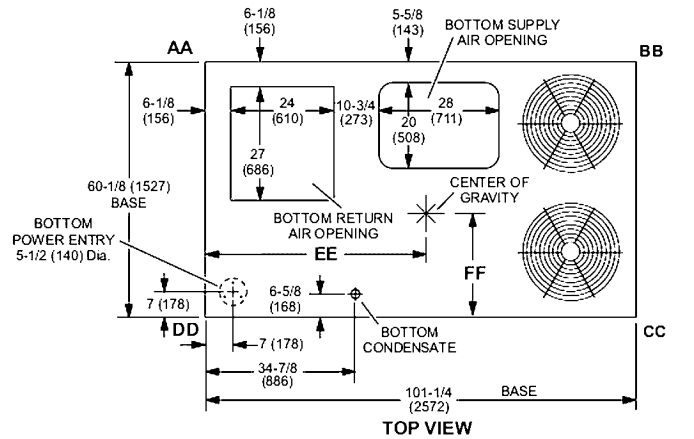 6-1/8
(156)
5-5/8
(143)
BOTTOM SUPPLY
AIR OPENING
AA
BB
6-1/8
(156)
24
(610)
10-3/4
(273)
28
(711)
20
(508)
27
(686)
60-1/8 (1527)
BASE
CENTER OF
GRAVITY
BOTTOM
POWER ENTRY
5-1/2 (140) Dia.
BOTTOM RETURN
AIR OPENING
EE
FF
7 (178)
6-5/8
(168)
DD
CC
7 (178)
BOTTOM
CONDENSATE
34-7/8
(886)
101-1/4
(2572)
BASE
TOP VIEW